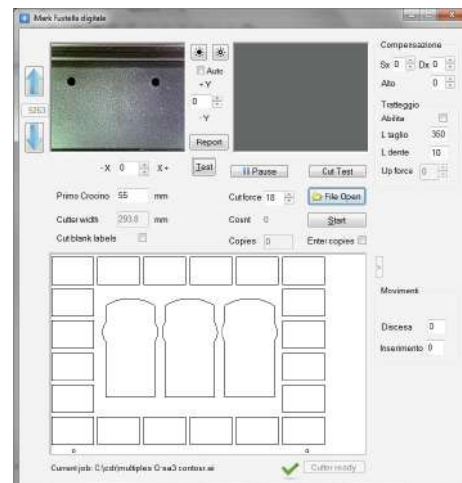 iMark Fustella digitale
Compensazione
Sx 0 Dx 0
Alto 0
Auto
+ Y
0
- Y
Tratteggio
Abilita
L taglio 350
L dente 10
Up force 0
Report
Test
- X 0 X +
Pause
Cut Test
Primo Crocino 55 mm
Cutforce 18
File Open
Cutter width 293.8 mm
Count 0
Start
Cut blank labels
Copies 0
Enter copies
>
Movimenti
Discesa 0
Inserimento 0
Cutter ready